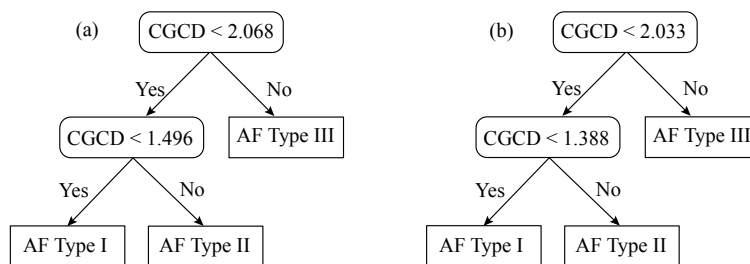 (a)
CGCD < 2.068
Yes
No
CGCD < 1.496
AF Type III
Yes
No
AF Type I
AF Type II
(b)
CGCD < 2.033
Yes
No
CGCD < 1.388
AF Type III
Yes
No
AF Type I
AF Type II